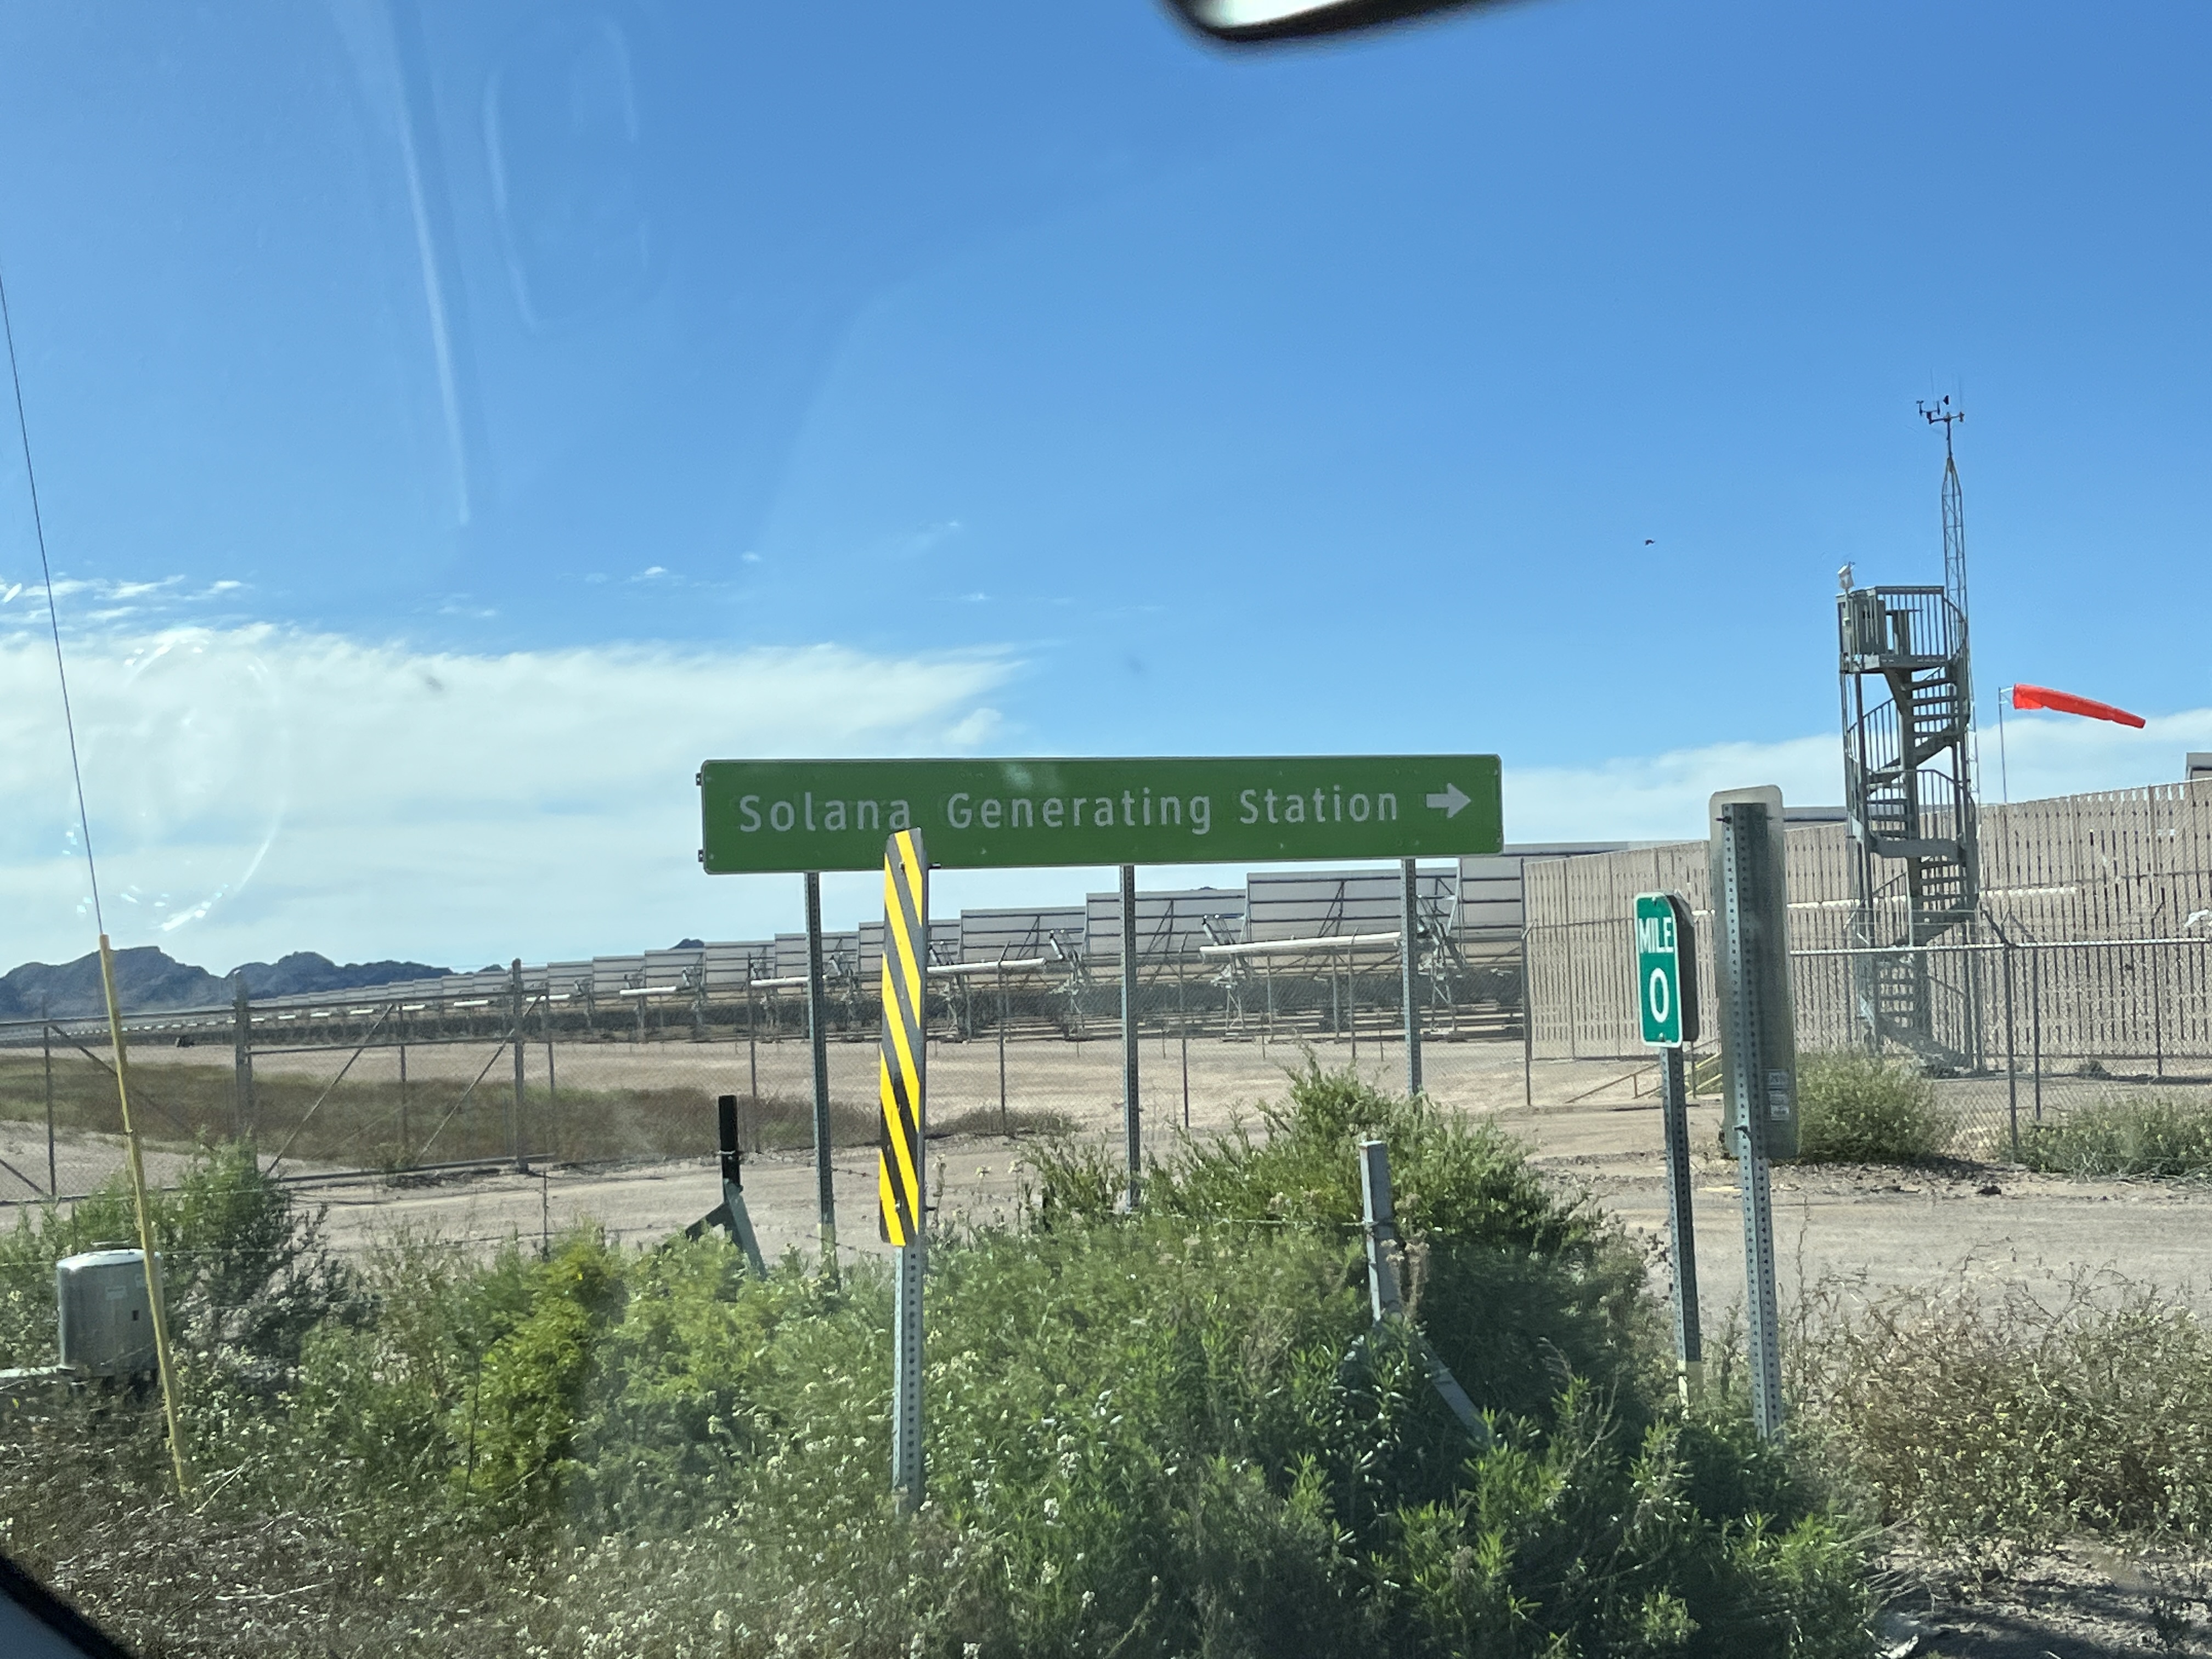 Solana Generating Station
MILE
0